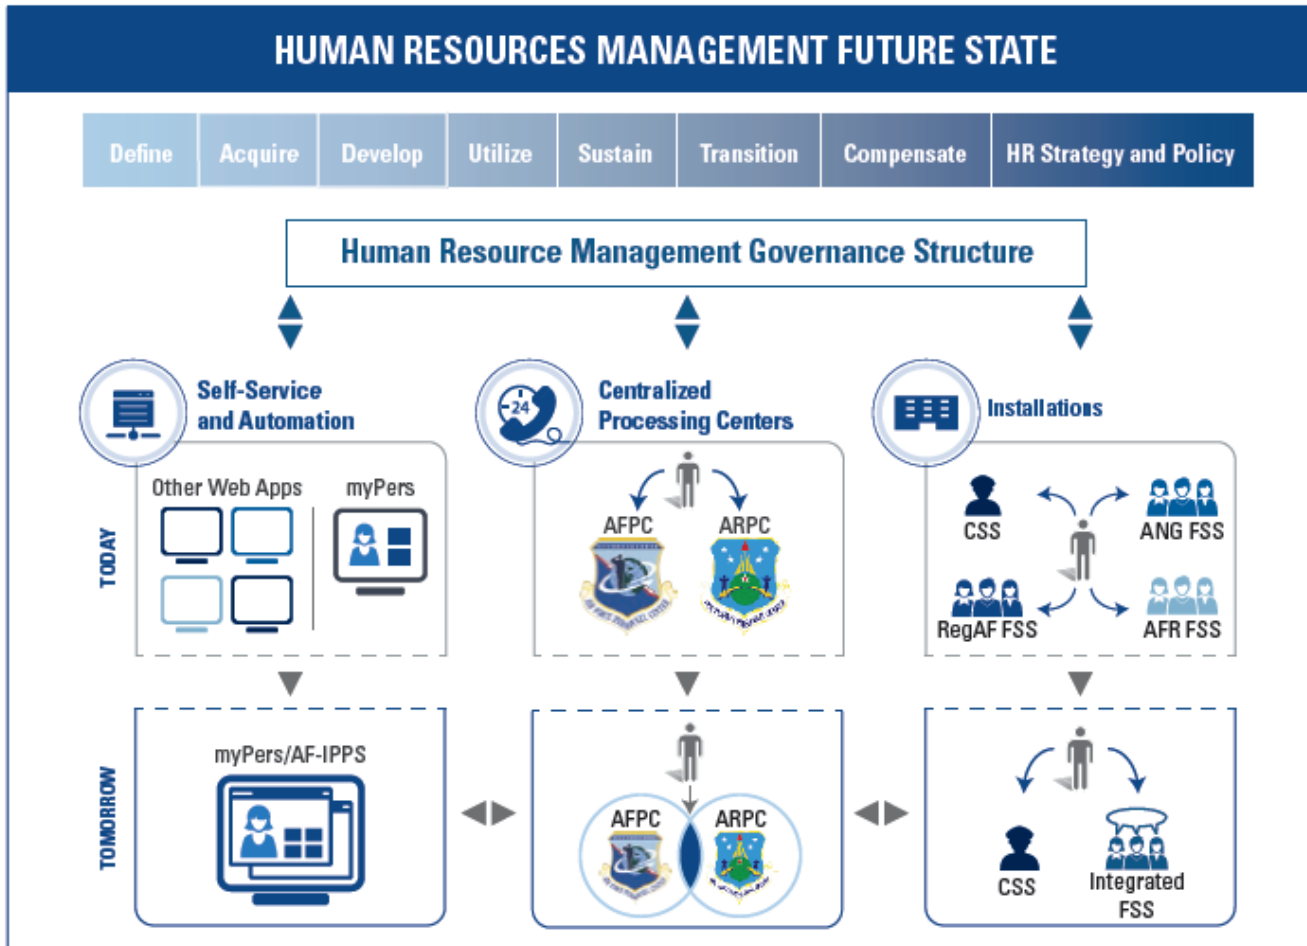 HUMAN RESOURCES MANAGEMENT FUTURE STATE
Define
Acquire
Develop
Utilize
Sustain
Transition
Compensate
HR Strategy and Policy
Human Resource Management Governance Structure
Self-Service
and Automation
24
Centralized
Processing Centers
Installations
TODAY
Other Web Apps
myPers
AFPC
ARPC
CSS
ANG FSS
RegAF FSS
AFR FSS
TOMORROW
myPers/AF-IPPS
AFPC
ARPC
CSS
Integrated
FSS